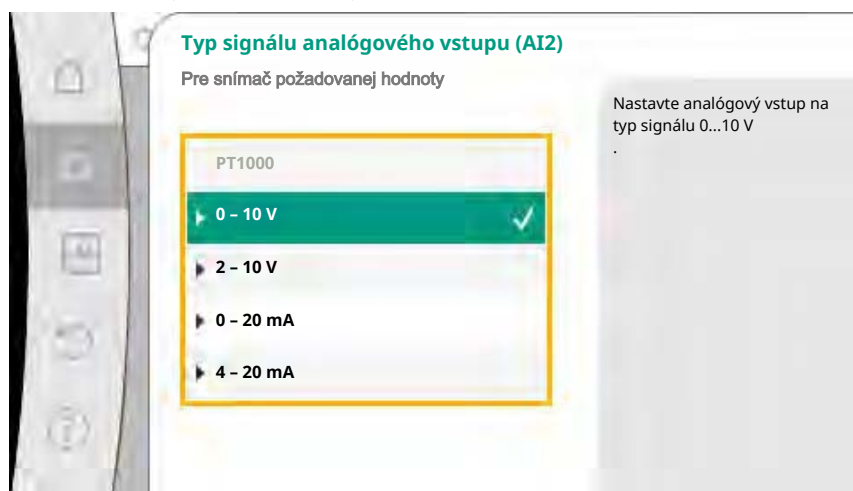 Typ signálu analógového vstupu (AI2)
Pre snímač požadovanej hodnoty
PT1000
0 – 10 V
2 – 10 V
0 – 20 mA
4 – 20 mA
Nastavte analógový vstup na
typ signálu 0...10 V
.